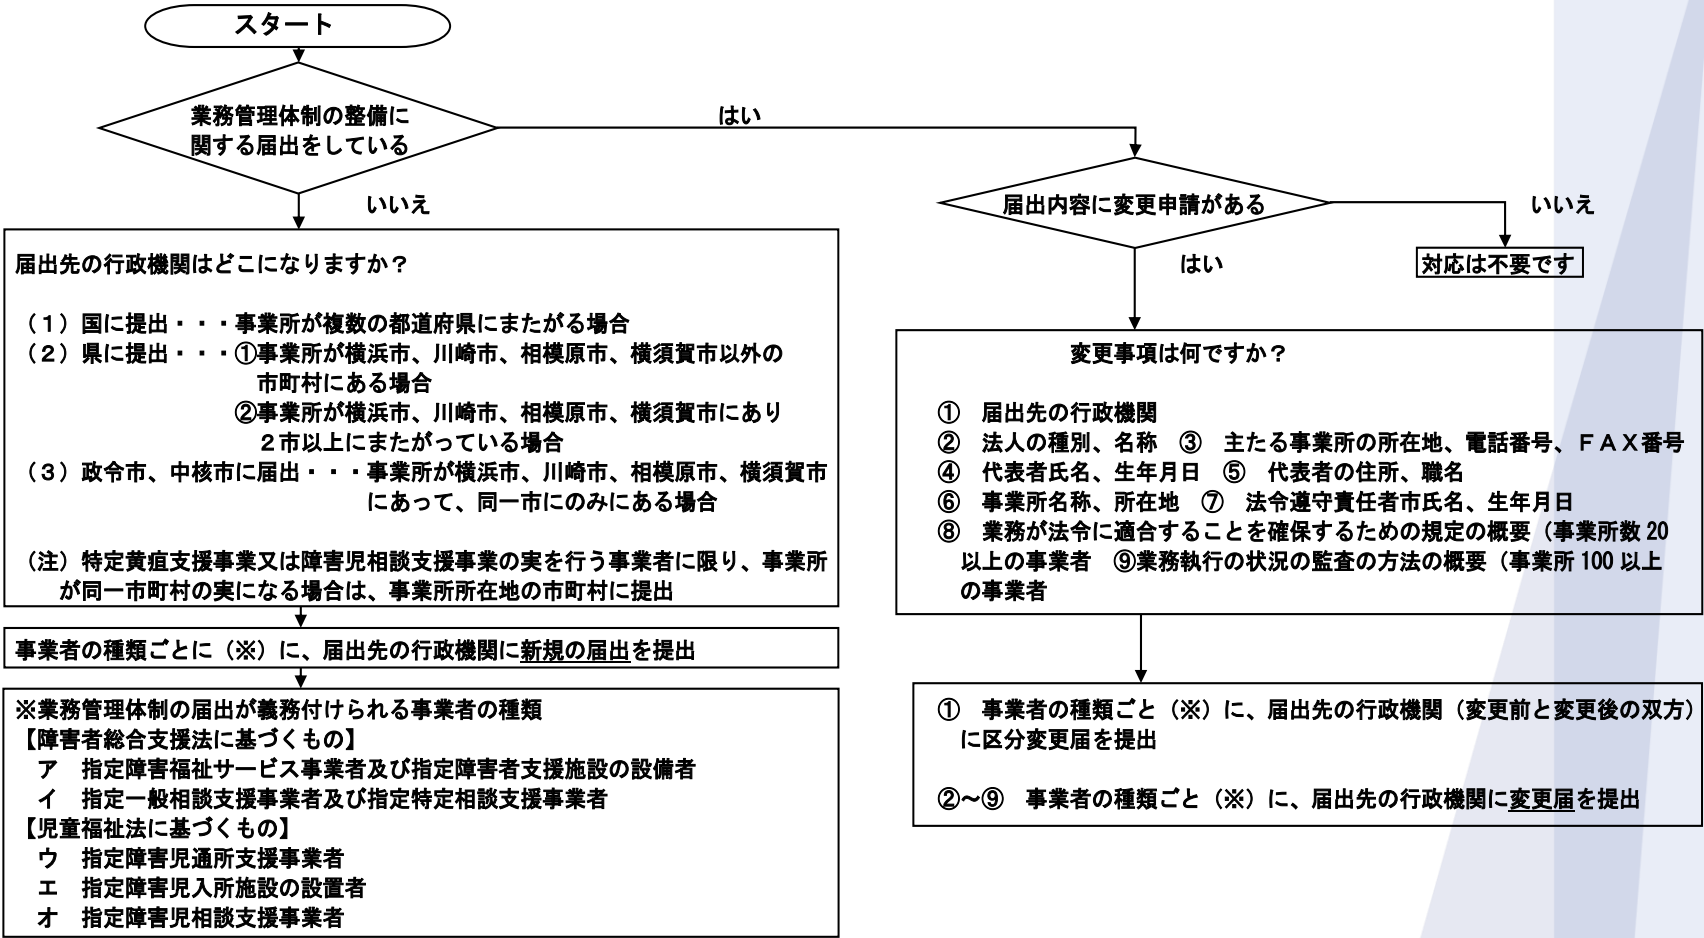 スタート
業務管理体制の整備に
関する届出をしている
はい
いいえ
届出先の行政機関はどこになりますか？
（１）国に提出・・・事業所が複数の都道府県にまたがる場合
（２）県に提出・・・①事業所が横浜市、川崎市、相模原市、横須賀市以外の
市町村にある場合
②事業所が横浜市、川崎市、相模原市、横須賀市にあり
２市以上にまたがっている場合
（３）政令市、中核市に届出・・・事業所が横浜市、川崎市、相模原市、横須賀市
にあって、同一市にのみにある場合
（注）特定黄疸支援事業又は障害児相談支援事業の実を行う事業者に限り、事業所
が同一市町村の実になる場合は、事業所所在地の市町村に提出
事業者の種類ごとに（※）に、届出先の行政機関に新規の届出を提出
※業務管理体制の届出が義務付けられる事業者の種類
【障害者総合支援法に基づくもの】
ア　指定障害福祉サービス事業者及び指定障害者支援施設の設備者
イ　指定一般相談支援事業者及び指定特定相談支援事業者
【児童福祉法に基づくもの】
ウ　指定障害児通所支援事業者
エ　指定障害児入所施設の設置者
オ　指定障害児相談支援事業者
届出内容に変更申請がある
いいえ
対応は不要です
はい
変更事項は何ですか？
①　届出先の行政機関
②　法人の種別、名称　③　主たる事業所の所在地、電話番号、ＦＡＸ番号
④　代表者氏名、生年月日　⑤　代表者の住所、職名
⑥　事業所名称、所在地　⑦　法令遵守責任者市氏名、生年月日
⑧　業務が法令に適合することを確保するための規定の概要（事業所数20
以上の事業者　⑨業務執行の状況の監査の方法の概要（事業所100以上
の事業者
①　事業者の種類ごと（※）に、届出先の行政機関（変更前と変更後の双方）
に区分変更届を提出
②～⑨　事業者の種類ごと（※）に、届出先の行政機関に変更届を提出